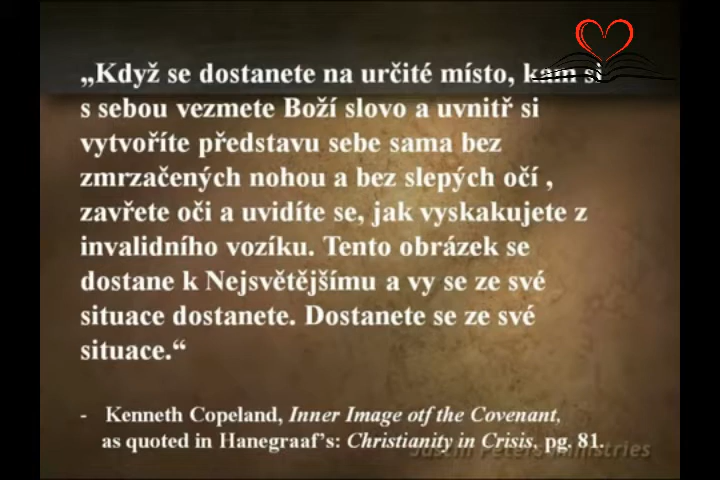 „Když se dostanete na určité místo, kam si
s sebou vezmete Boží slovo a uvnitř si
vytvoříte představu sebe sama bez
zmrzačených nohou a bez slepých očí ,
zavřete oči a uvidíte se, jak vyskakujete z
invalidního vozíku. Tento obrázek se
dostane k Nejsvětějšímu a vy se ze své
situace dostanete. Dostanete se ze své
situace.“
- Kenneth Copeland, Inner Image otf the Covenant,
as quoted in Hanegraaf’s: Christianity in Crisis, pg. 81.
Justin Peters Ministries